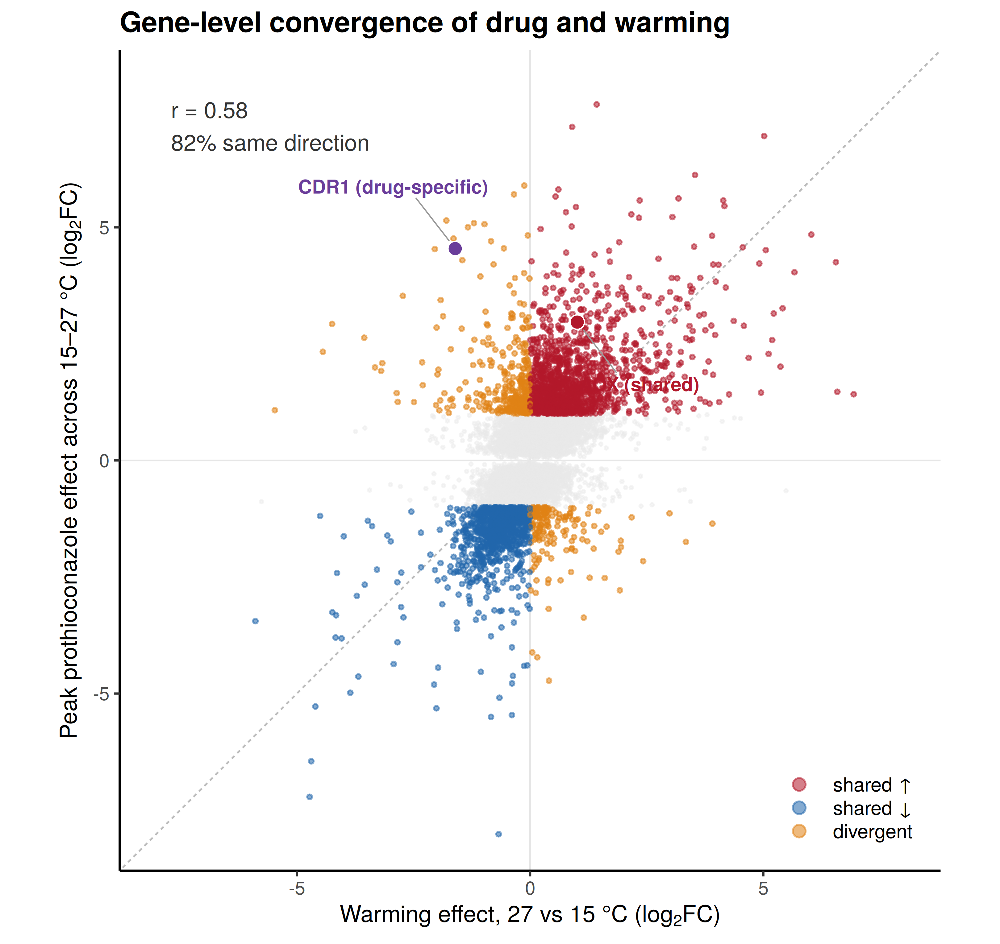 Gene-level convergence of drug and warming
r = 0.58
82% same direction
CDR1 (drug-specific)
X (shared)
Peak prothioconazole effect across 15–27 °C (log₂FC)
5
0
-5
-5
0
5
Warming effect, 27 vs 15 °C (log₂FC)
shared ↑
shared ↓
divergent